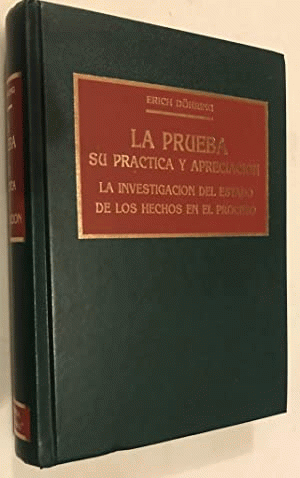 ERICH DÖHRING
LA PRUEBA
SU PRACTICA Y APRECIACION
LA INVESTIGACION DEL ESTADO
DE LOS HECHOS EN EL PROCESO